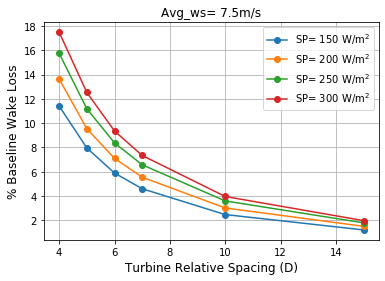 Avg_ws= 7.5m/s
SP= 150 W/m²
SP= 200 W/m²
SP= 250 W/m²
SP= 300 W/m²
% Baseline Wake Loss
18
16
14
12
10
8
6
4
2
4
6
8
10
12
14
Turbine Relative Spacing (D)